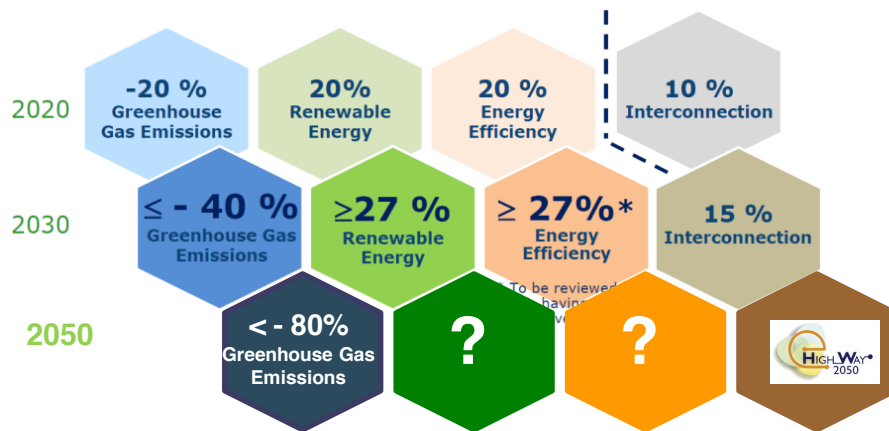 2020
-20 %
Greenhouse
Gas Emissions
20%
Renewable
Energy
20 %
Energy
Efficiency
10 %
Interconnection
2030
≤ - 40 %
Greenhouse Gas
Emissions
≥27 %
Renewable
Energy
≥ 27%*
Energy
Efficiency
15 %
Interconnection
To be reviewed
having
2050
< - 80%
Greenhouse Gas
Emissions
?
?
e
HIGHWAY
2050